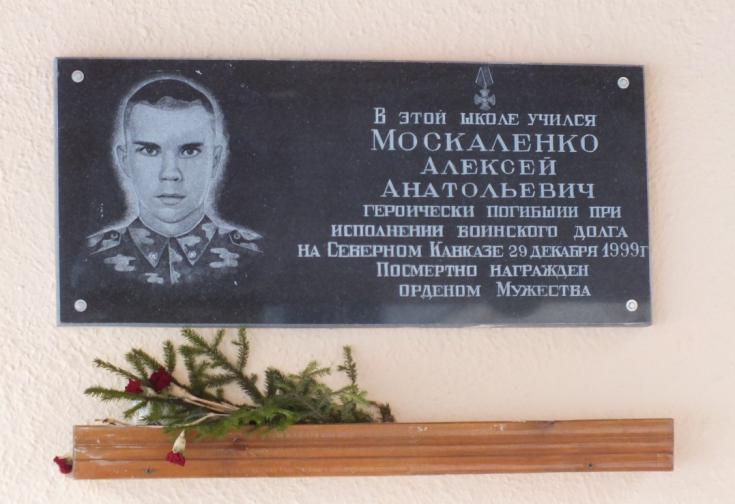 В этой школе учился
Москаленко
Алексей
Анатольевич
героически погибший при
исполнении воинского долга
на Северном Кавказе 29 декабря 1999г
Посмертно награжден
орденом Мужества